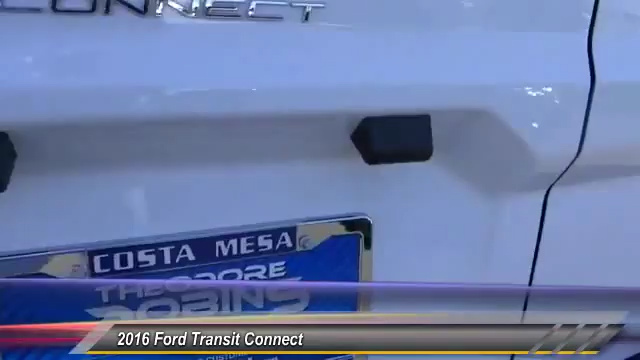 CONNECT
COSTA MESA
THEODORE
ROBINS
2016 Ford Transit Connect